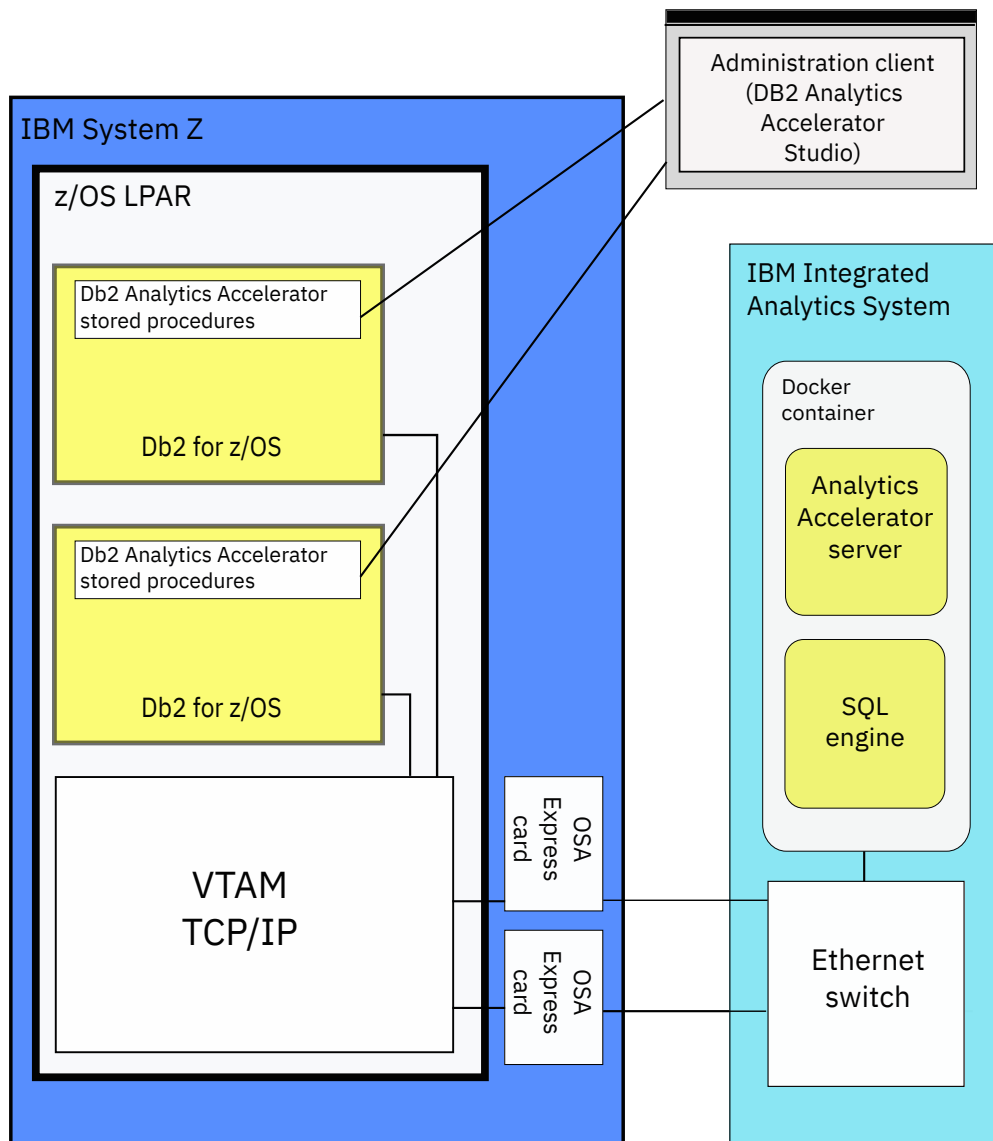 Administration client
(DB2 Analytics
Accelerator
Studio)
IBM System Z
z/OS LPAR
Db2 Analytics Accelerator
stored procedures
Db2 for z/OS
Db2 Analytics Accelerator
stored procedures
Db2 for z/OS
VTAM
TCP/IP
OSA
Express
card
OSA
Express
card
IBM Integrated
Analytics System
Docker
container
Analytics
Accelerator
server
SQL
engine
Ethernet
switch